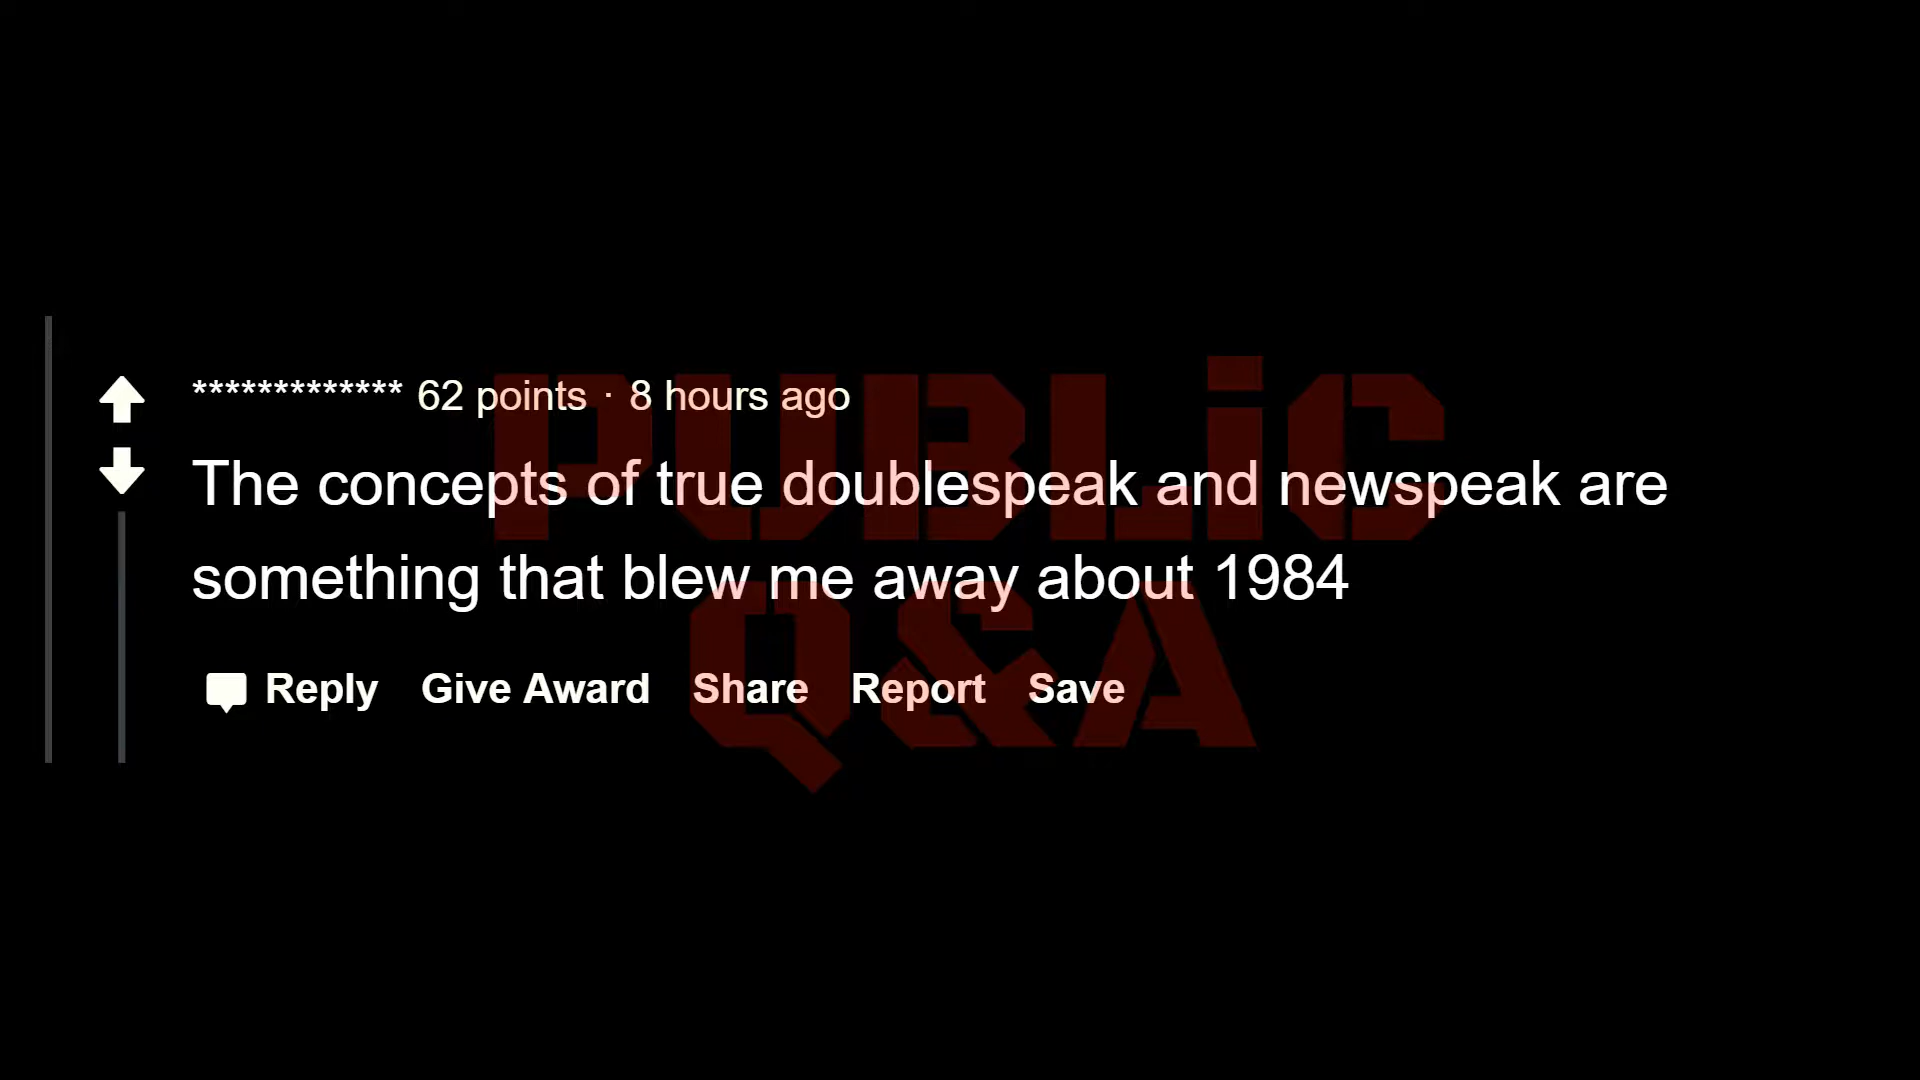 ************* 62 points · 8 hours ago
The concepts of true doublespeak and newspeak are
something that blew me away about 1984
Reply Give Award Share Report Save
PUBLiC
Q&A